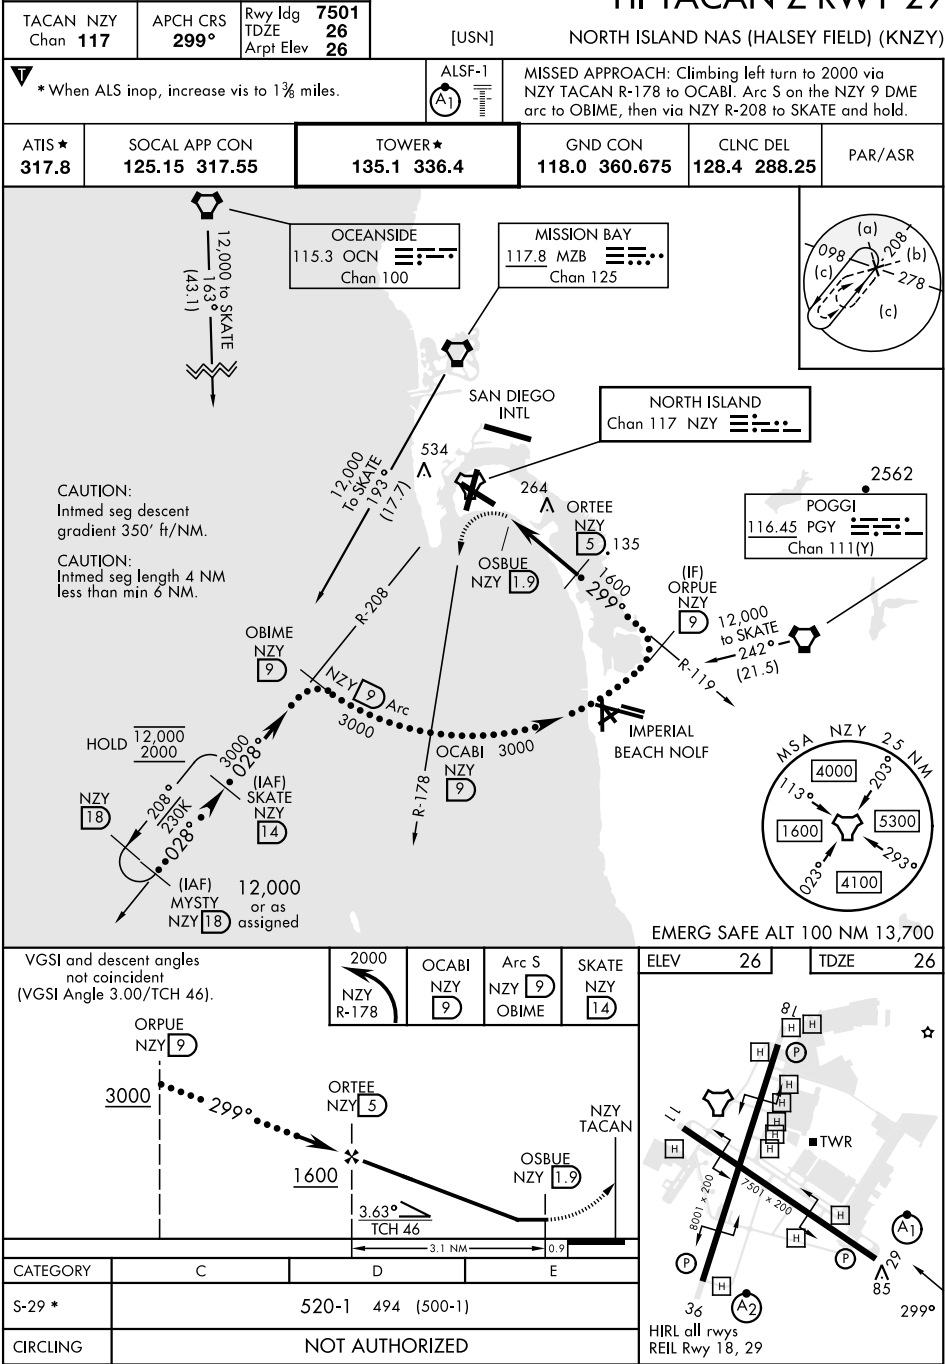 HI-TACAN Z RWY 29
TACAN NZY
Chan 117
APCH CRS
299°
Rwy ldg 7501
TDZE 26
Arpt Elev 26
[USN]
NORTH ISLAND NAS (HALSEY FIELD) (KNZY)
T
* When ALS inop, increase vis to 1⅜ miles.
ALSF-1
A1
MISSED APPROACH: Climbing left turn to 2000 via
NZY TACAN R-178 to OCABI. Arc S on the NZY 9 DME
arc to OBIME, then via NZY R-208 to SKATE and hold.
ATIS ★
317.8
SOCAL APP CON
125.15 317.55
TOWER ★
135.1 336.4
GND CON
118.0 360.675
CLNC DEL
128.4 288.25
PAR/ASR
12,000 to SKATE
163°
(43.1)
OCEANSIDE
115.3 OCN
Chan 100
MISSION BAY
117.8 MZB
Chan 125
(a)
208
098
(b)
(c)
278
(c)
SAN DIEGO
INTL
NORTH ISLAND
Chan 117 NZY
534
12,000
To SKATE
193°
(17.7)
264
2562
CAUTION:
Intmed seg descent
gradient 350' ft/NM.
CAUTION:
Intmed seg length 4 NM
less than min 6 NM.
ORTEE
NZY
5
135
POGGI
116.45 PGY
Chan 111(Y)
OSBUE
NZY 1.9
1600
299°
(IF)
ORPUE
NZY
9
12,000
to SKATE
242°
(21.5)
R-208
R-119
OBIME
NZY
9
NZY 9 Arc
3000
IMPERIAL
BEACH NOLF
HOLD 12,000
2000
3000
028°
OCABI
NZY
9
3000
R-178
(IAF)
SKATE
NZY
14
NZY
18
208°
230K
028°
(IAF)
MYSTY
NZY 18
12,000
or as
assigned
MSA NZY 25 NM
4000
113°
203°
1600
5300
023°
293°
4100
EMERG SAFE ALT 100 NM 13,700
VGSI and descent angles
not coincident
(VGSI Angle 3.00/TCH 46).
2000
NZY
R-178
OCABI
NZY
9
Arc S
NZY 9
OBIME
SKATE
NZY
14
ELEV 26
TDZE 26
ORPUE
NZY 9
3000
299°
ORTEE
NZY 5
1600
3.63°
TCH 46
OSBUE
NZY 1.9
NZY
TACAN
3.1 NM
0.9
18
H
H
H
P
H
H
H
H
H
11
H
TWR
8001 x 200
7501 x 200
H
H
P
P
A1
29
85
299°
H
36
A2
HIRL all rwys
REIL Rwy 18, 29
CATEGORY C D E
S-29 * 520-1 494 (500-1)
CIRCLING NOT AUTHORIZED